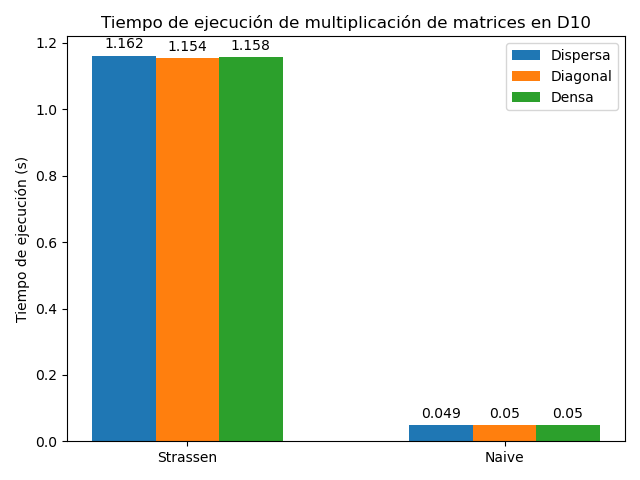 Tiempo de ejecución de multiplicación de matrices en D10
Tiempo de ejecución (s)
1.2
1.0
0.8
0.6
0.4
0.2
0.0
1.162
1.154
1.158
0.049
0.05
0.05
Dispersa
Diagonal
Densa
Strassen
Naive